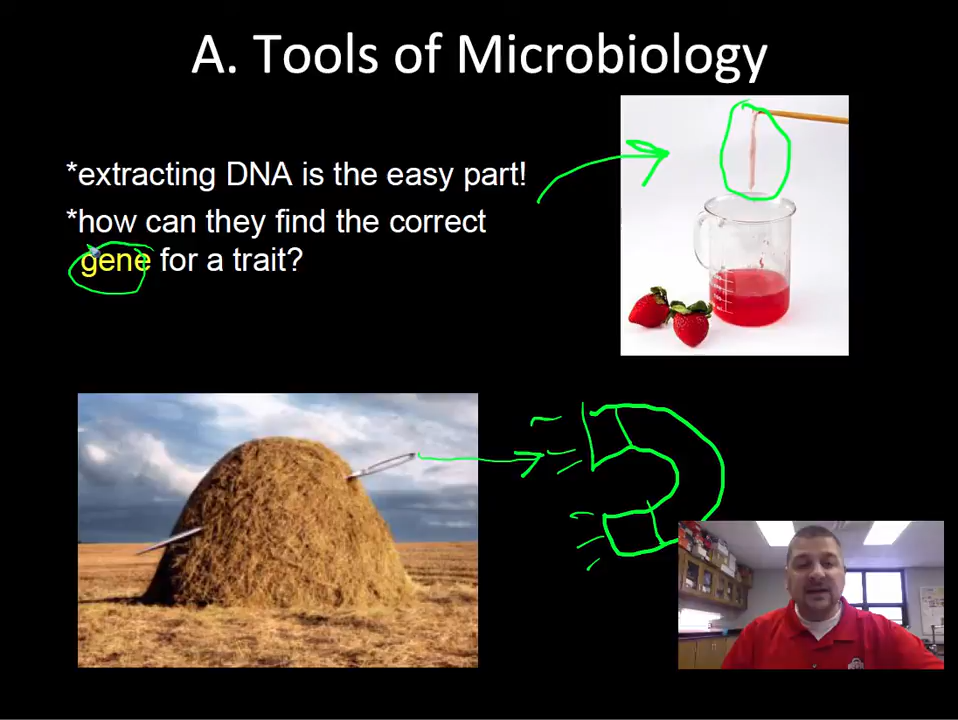 A. Tools of Microbiology
*extracting DNA is the easy part!
*how can they find the correct
gene for a trait?